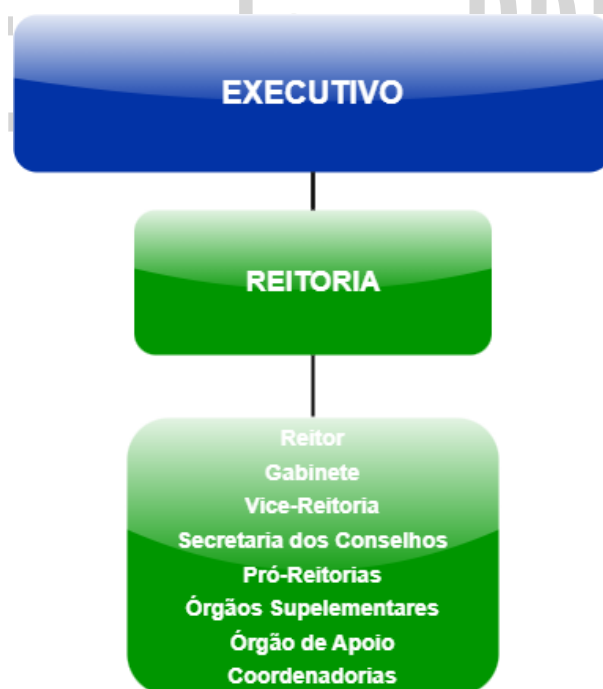 EXECUTIVO
REITORIA
Reitor
Gabinete
Vice-Reitoria
Secretaria dos Conselhos
Pró-Reitorias
Órgãos Supelementares
Órgão de Apoio
Coordenadorias